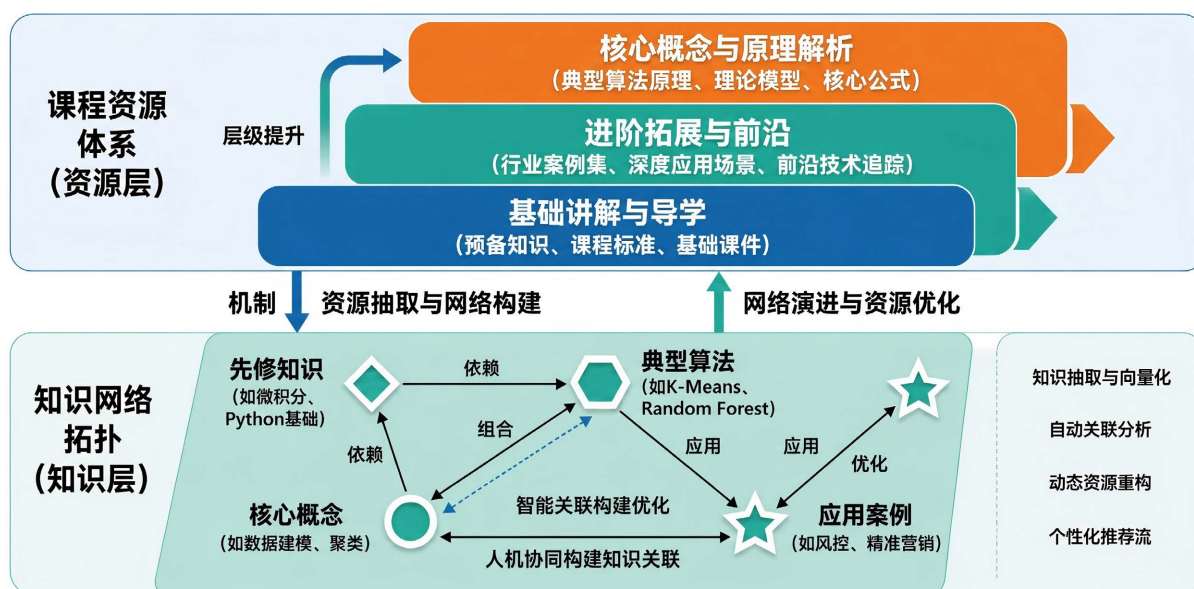 课程资源
体系
（资源层）
层级提升
核心概念与原理解析
（典型算法原理、理论模型、核心公式）
进阶拓展与前沿
（行业案例集、深度应用场景、前沿技术追踪）
基础讲解与导学
（预备知识、课程标准、基础课件）
机制
资源抽取与网络构建
网络演进与资源优化
知识网络
拓扑
（知识层）
先修知识
（如微积分、
Python基础）
依赖
典型算法
（如K-Means、
Random Forest）
组合
依赖
应用
应用
优化
核心概念
（如数据建模、聚类）
智能关联构建优化
人机协同构建知识关联
应用案例
（如风控、精准营销）
知识抽取与向量化
自动关联分析
动态资源重构
个性化推荐流